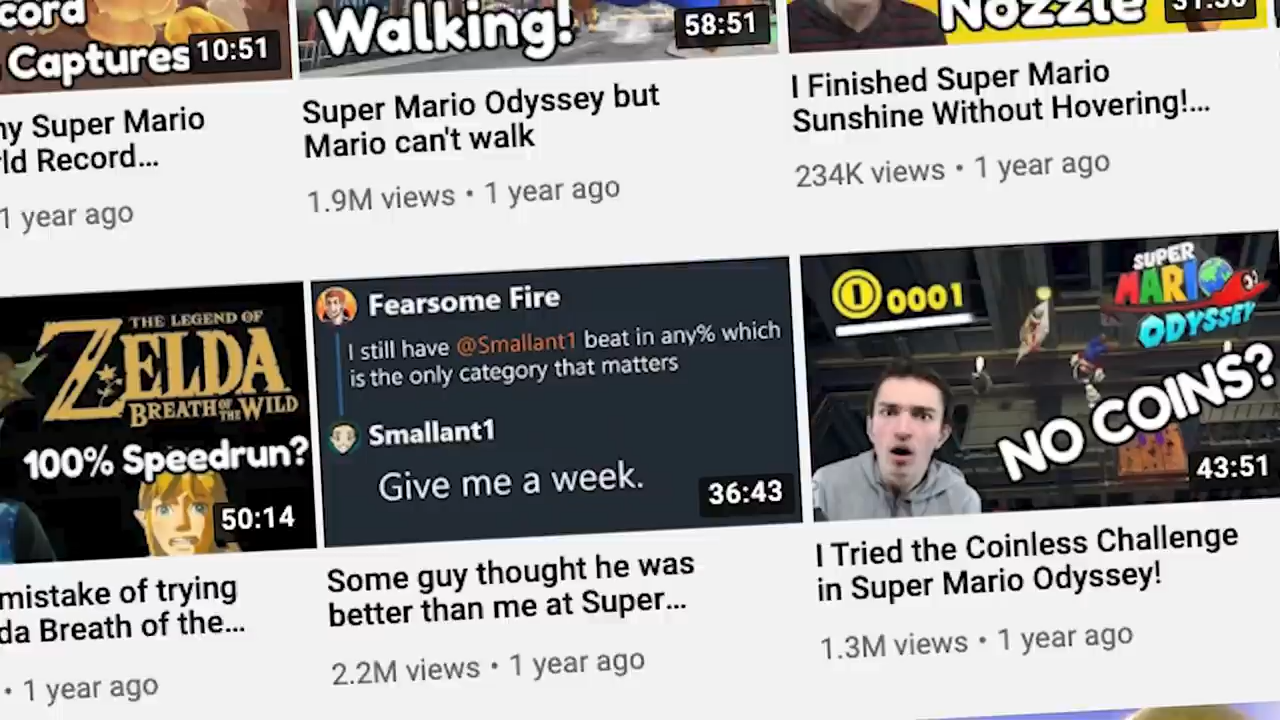 cord
Captures
10:51
Walking!
58:51
Nozzle
ny Super Mario
ld Record...
1 year ago
Super Mario Odyssey but
Mario can't walk
1.9M views • 1 year ago
I Finished Super Mario
Sunshine Without Hovering!...
234K views • 1 year ago
THE LEGEND OF
ZELDA
BREATH OF THE WILD
100% Speedrun?
50:14
Fearsome Fire
I still have @Smallant1 beat in any% which
is the only category that matters
Smallant1
Give me a week.
36:43
0001
SUPER
MARIO
ODYSSEY
NO COINS?
43:51
mistake of trying
da Breath of the...
• 1 year ago
Some guy thought he was
better than me at Super...
2.2M views • 1 year ago
I Tried the Coinless Challenge
in Super Mario Odyssey!
1.3M views • 1 year ago